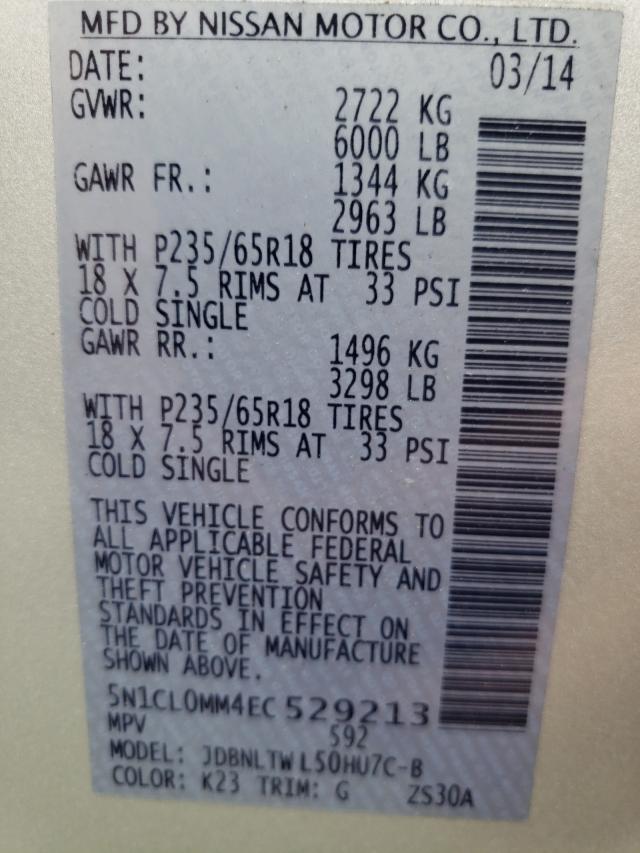 MFD BY NISSAN MOTOR CO., LTD.
DATE: 03/14
GVWR: 2722 KG
6000 LB
GAWR FR.: 1344 KG
2963 LB
WITH P235/65R18 TIRES
18 X 7.5 RIMS AT 33 PSI
COLD SINGLE
GAWR RR.: 1496 KG
3298 LB
WITH P235/65R18 TIRES
18 X 7.5 RIMS AT 33 PSI
COLD SINGLE
THIS VEHICLE CONFORMS TO
ALL APPLICABLE FEDERAL
MOTOR VEHICLE SAFETY AND
THEFT PREVENTION
STANDARDS IN EFFECT ON
THE DATE OF MANUFACTURE
SHOWN ABOVE.
5N1CL0MM4EC529213
MPV 592
MODEL: JDBNLTWL50HU7C-B
COLOR: K23 TRIM: G ZS30A